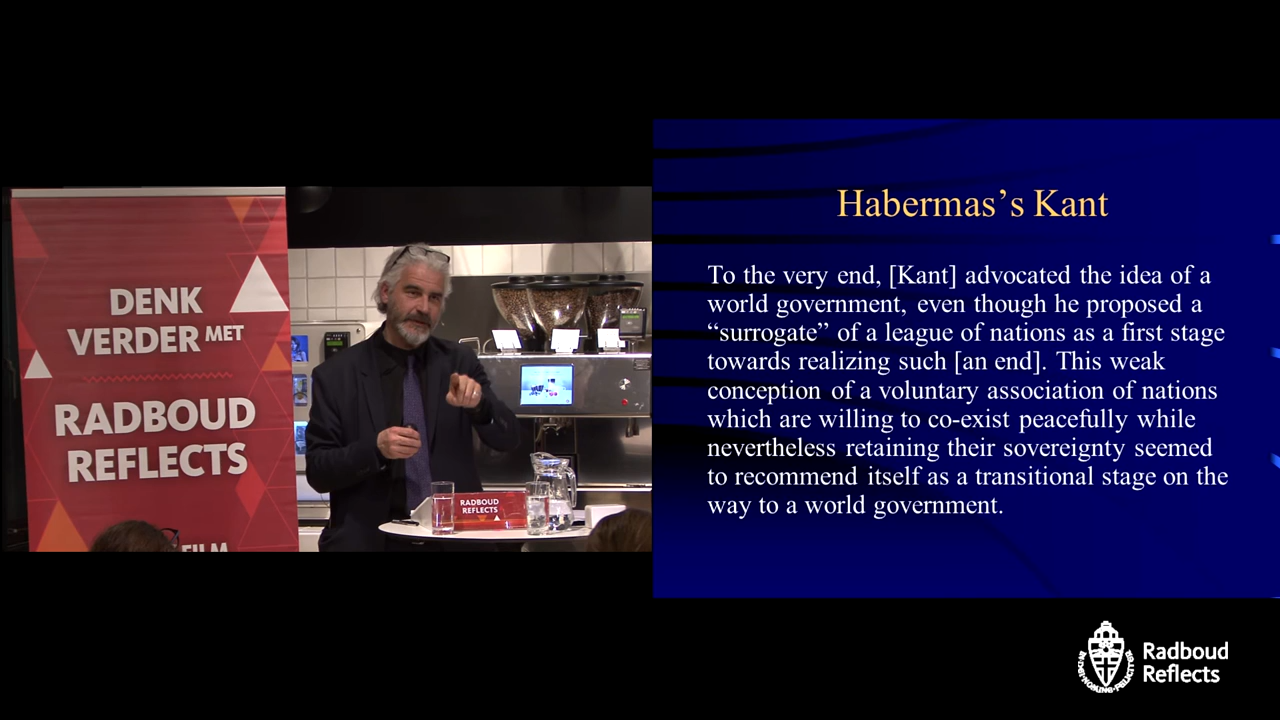 DENK
VERDER MET
RADBOUD
REFLECTS
FILM
RADBOUD
REFLECTS
Habermas’s Kant
To the very end, [Kant] advocated the idea of a
world government, even though he proposed a
“surrogate” of a league of nations as a first stage
towards realizing such [an end]. This weak
conception of a voluntary association of nations
which are willing to co-exist peacefully while
nevertheless retaining their sovereignty seemed
to recommend itself as a transitional stage on the
way to a world government.
Radboud
Reflects